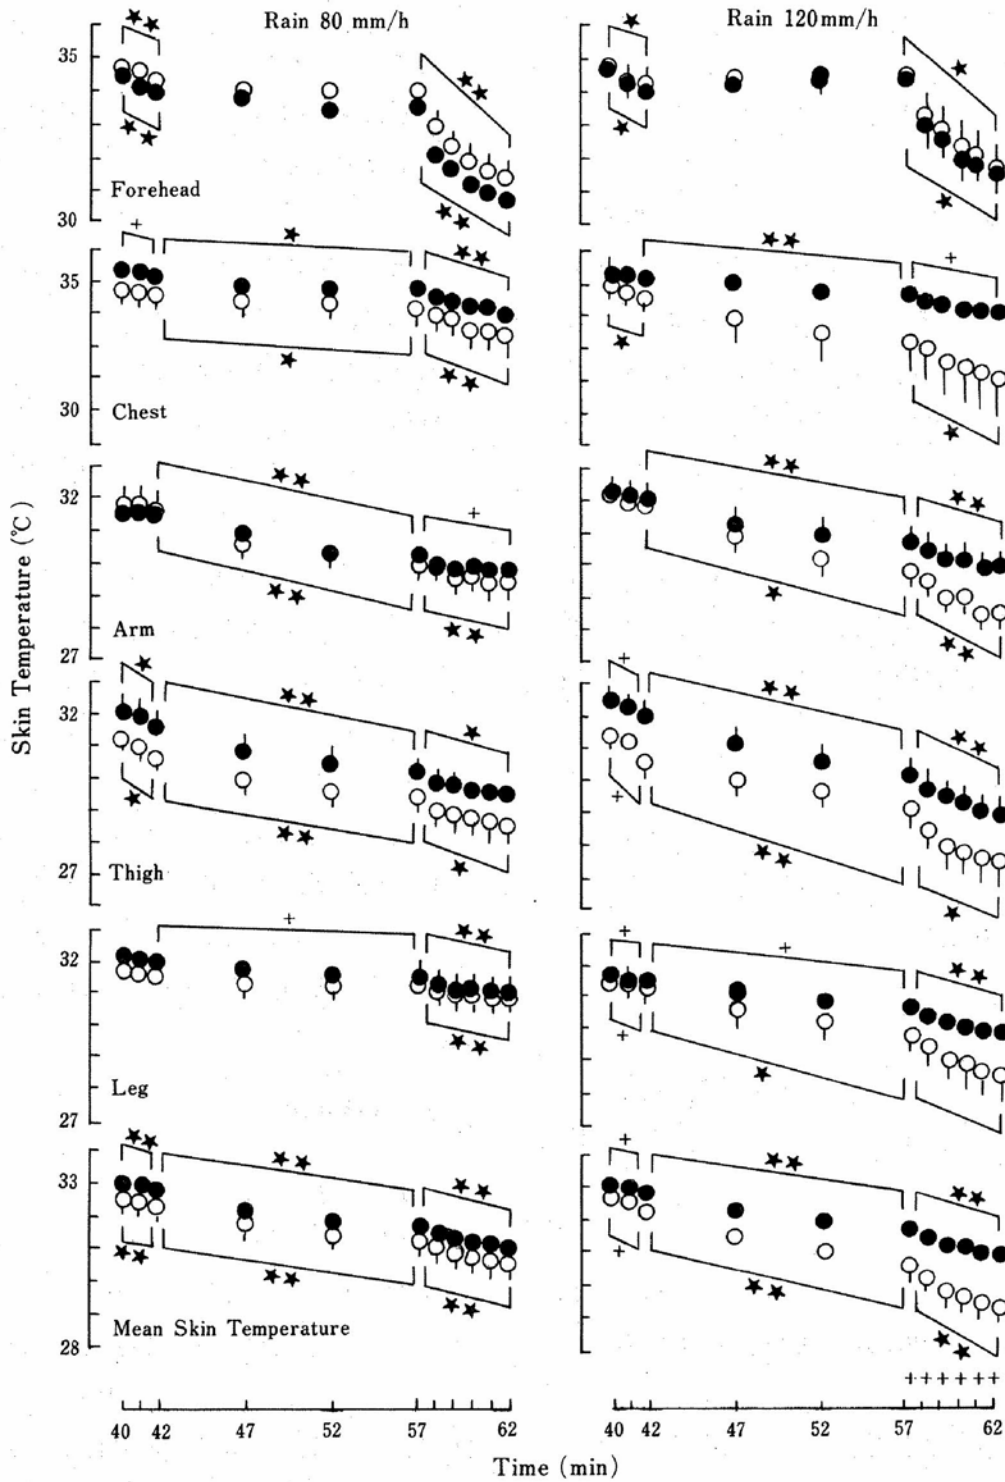 Rain 80 mm/h
Rain 120mm/h
35
30
Forehead
35
30
Chest
32
27
Arm
32
27
Thigh
32
27
Leg
33
28
Mean Skin Temperature
Skin Temperature (℃)
+ + + + + +
40 42 47 52 57 62
40 42 47 52 57 62
Time (min)